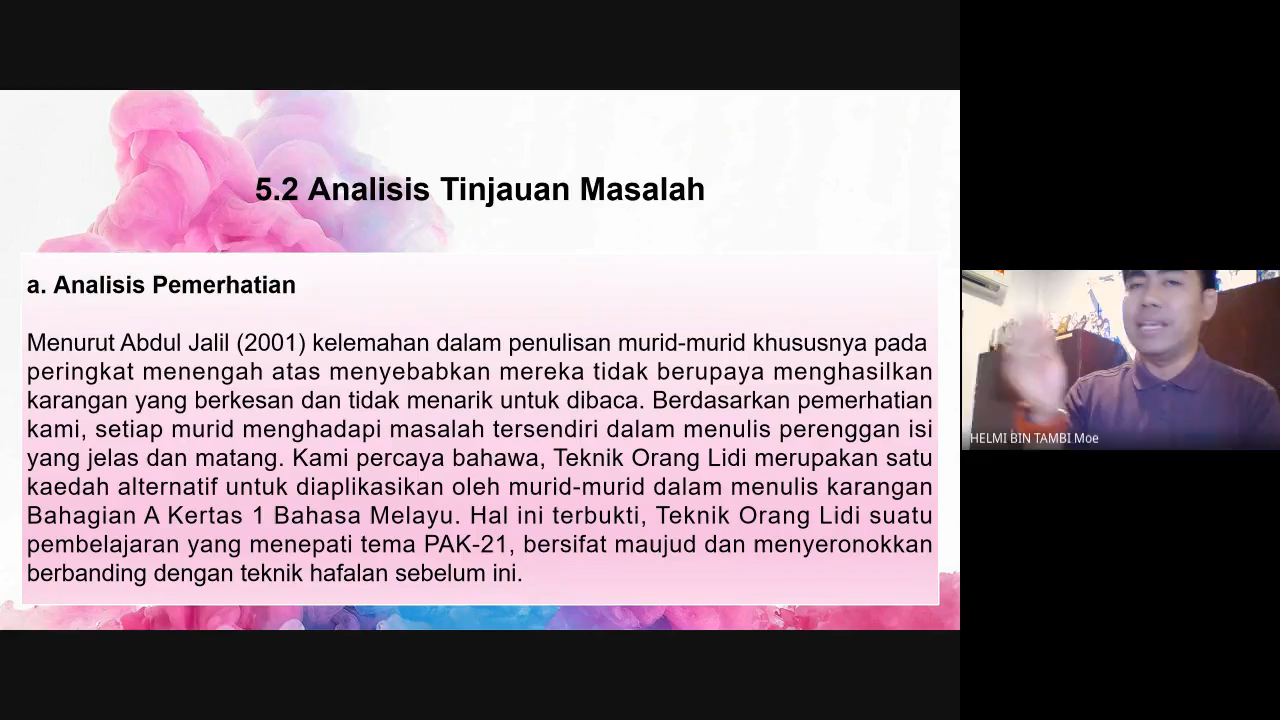 5.2 Analisis Tinjauan Masalah
a. Analisis Pemerhatian
Menurut Abdul Jalil (2001) kelemahan dalam penulisan murid-murid khususnya pada
peringkat menengah atas menyebabkan mereka tidak berupaya menghasilkan
karangan yang berkesan dan tidak menarik untuk dibaca. Berdasarkan pemerhatian
kami, setiap murid menghadapi masalah tersendiri dalam menulis perenggan isi
yang jelas dan matang. Kami percaya bahawa, Teknik Orang Lidi merupakan satu
kaedah alternatif untuk diaplikasikan oleh murid-murid dalam menulis karangan
Bahagian A Kertas 1 Bahasa Melayu. Hal ini terbukti, Teknik Orang Lidi suatu
pembelajaran yang menepati tema PAK-21, bersifat maujud dan menyeronokkan
berbanding dengan teknik hafalan sebelum ini.
HELMI BIN TAMBI Moe